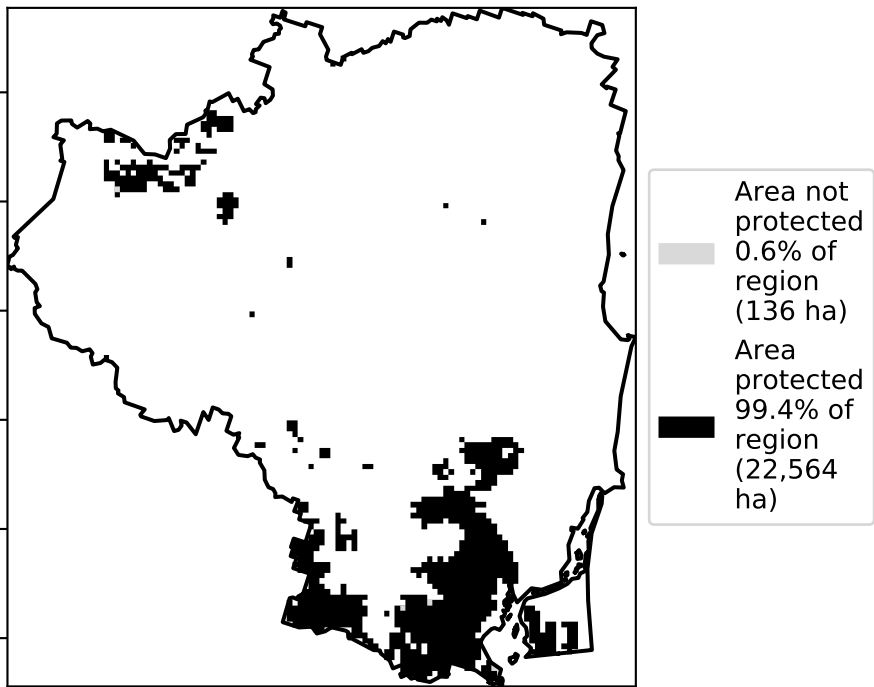 Area not
protected
0.6% of
region
(136 ha)
Area
protected
99.4% of
region
(22,564
ha)